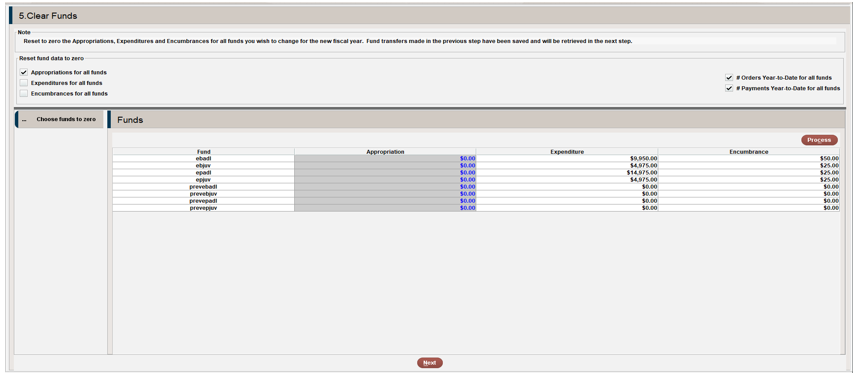 5.Clear Funds
Note
Reset to zero the Appropriations, Expenditures and Encumbrances for all funds you wish to change for the new fiscal year. Fund transfers made in the previous step have been saved and will be retrieved in the next step.
Reset fund data to zero
Appropriations for all funds
Expenditures for all funds
Encumbrances for all funds
# Orders Year-to-Date for all funds
# Payments Year-to-Date for all funds
... Choose funds to zero
Funds
Process
Fund Appropriation Expenditure Encumbrance
ebadl $0.00 $9,950.00 $50.00
ebjuv $0.00 $4,975.00 $25.00
epadl $0.00 $14,975.00 $25.00
epjuv $0.00 $4,975.00 $25.00
prevebadl $0.00 $0.00 $0.00
prevebjuv $0.00 $0.00 $0.00
prevepadl $0.00 $0.00 $0.00
prevepjuv $0.00 $0.00 $0.00
Next